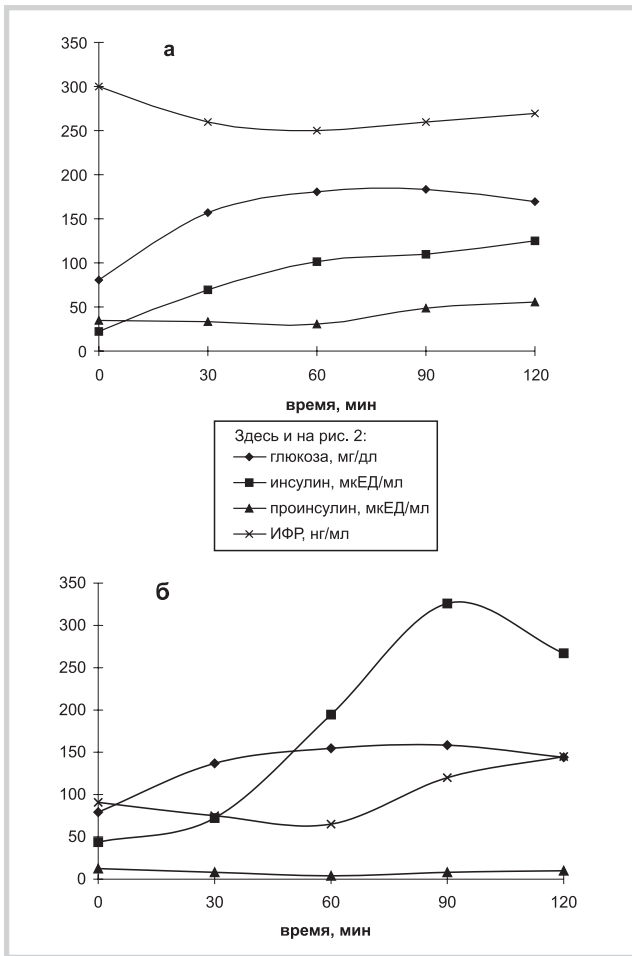 а
350
300
250
200
150
100
50
0
0 30 60 90 120
время, мин
Здесь и на рис. 2:
глюкоза, мг/дл
инсулин, мкЕД/мл
проинсулин, мкЕД/мл
ИФР, нг/мл
б
350
300
250
200
150
100
50
0
0 30 60 90 120
время, мин